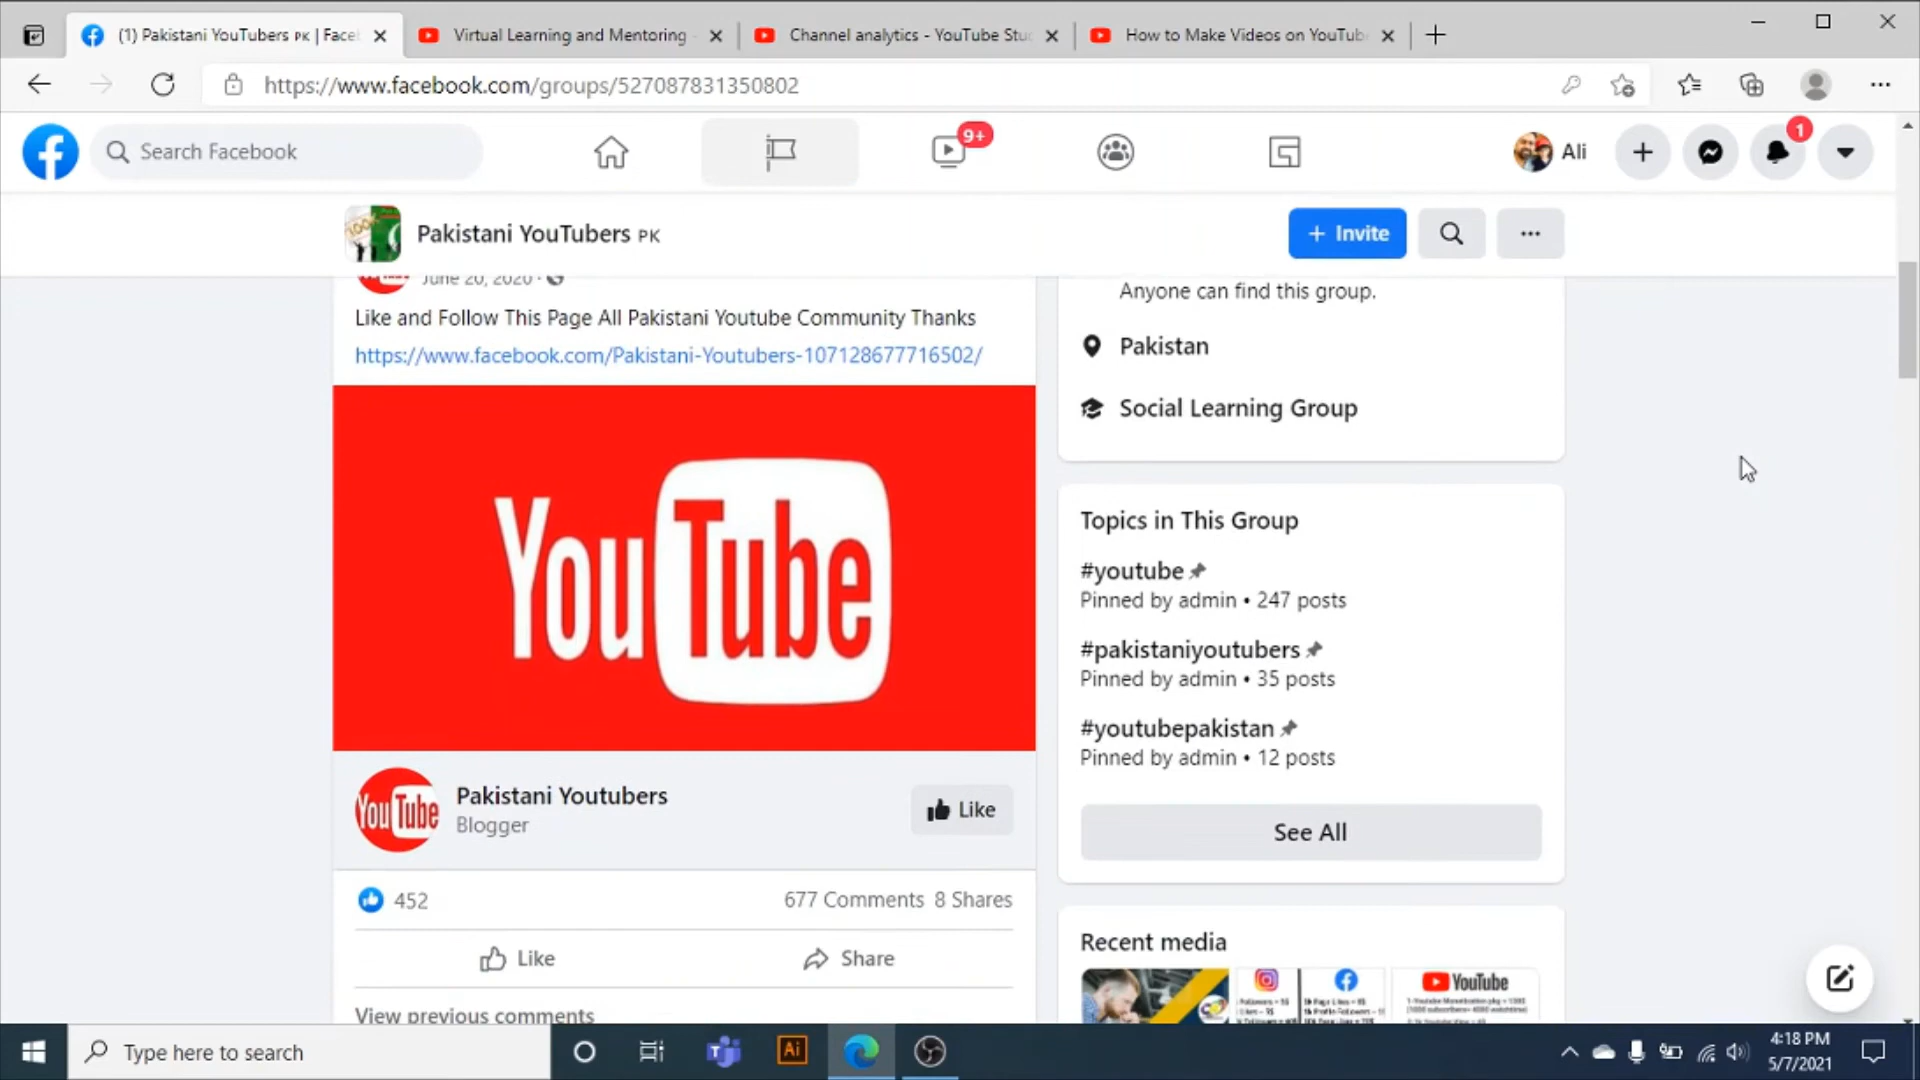 (1) Pakistani YouTubers PK | Face
Virtual Learning and Mentoring -
Channel analytics - YouTube Stu
How to Make Videos on YouTub
https://www.facebook.com/groups/527087831350802
Search Facebook
9+
Ali
1
Pakistani YouTubers PK
+ Invite
June 20, 2020 ·
Like and Follow This Page All Pakistani Youtube Community Thanks
https://www.facebook.com/Pakistani-Youtubers-107128677716502/
YouTube
YouTube
Pakistani Youtubers
Blogger
Like
452
677 Comments 8 Shares
Like
Share
View previous comments
Anyone can find this group.
Pakistan
Social Learning Group
Topics in This Group
#youtube
Pinned by admin • 247 posts
#pakistaniyoutubers
Pinned by admin • 35 posts
#youtubepakistan
Pinned by admin • 12 posts
See All
Recent media
YouTube
Type here to search
Ai
4:18 PM
5/7/2021